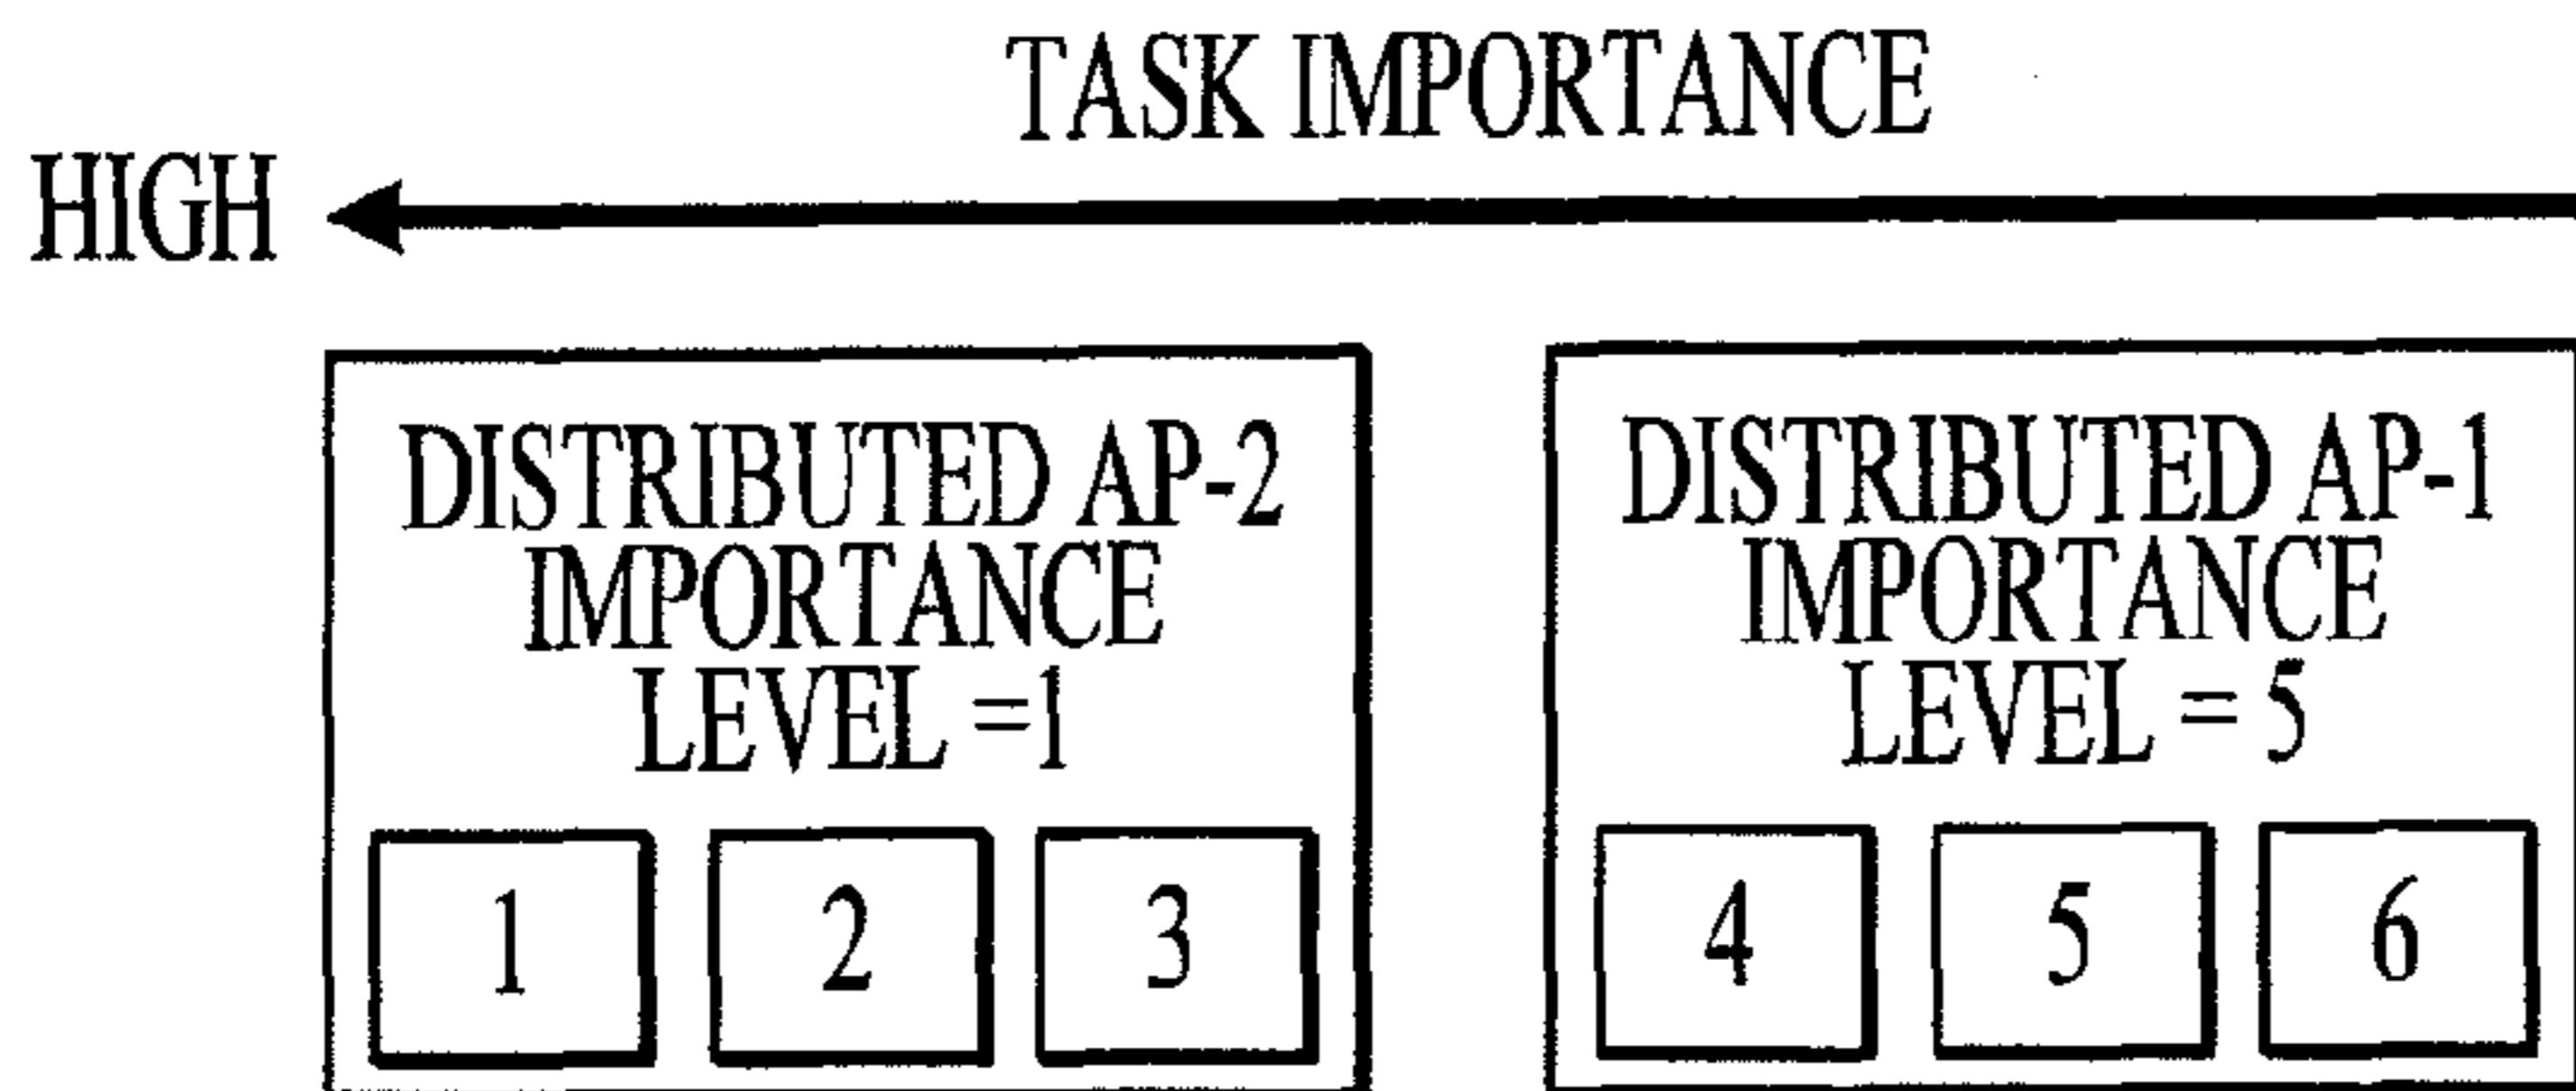 TASK IMPORTANCE
HIGH
DISTRIBUTED AP-2
IMPORTANCE
LEVEL =1
1 2 3
DISTRIBUTED AP-1
IMPORTANCE
LEVEL = 5
4 5 6